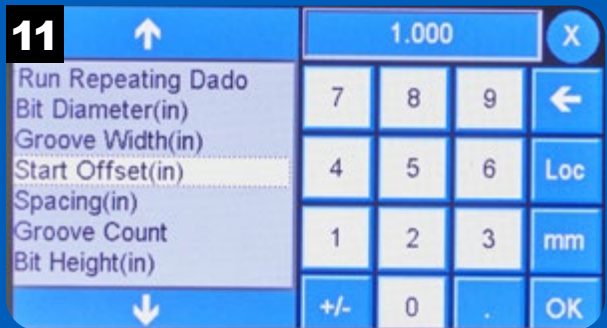 11
1.000
X
Run Repeating Dado
Bit Diameter(in)
Groove Width(in)
Start Offset(in)
Spacing(in)
Groove Count
Bit Height(in)
7 8 9
4 5 6 Loc
1 2 3 mm
+/- 0 . OK